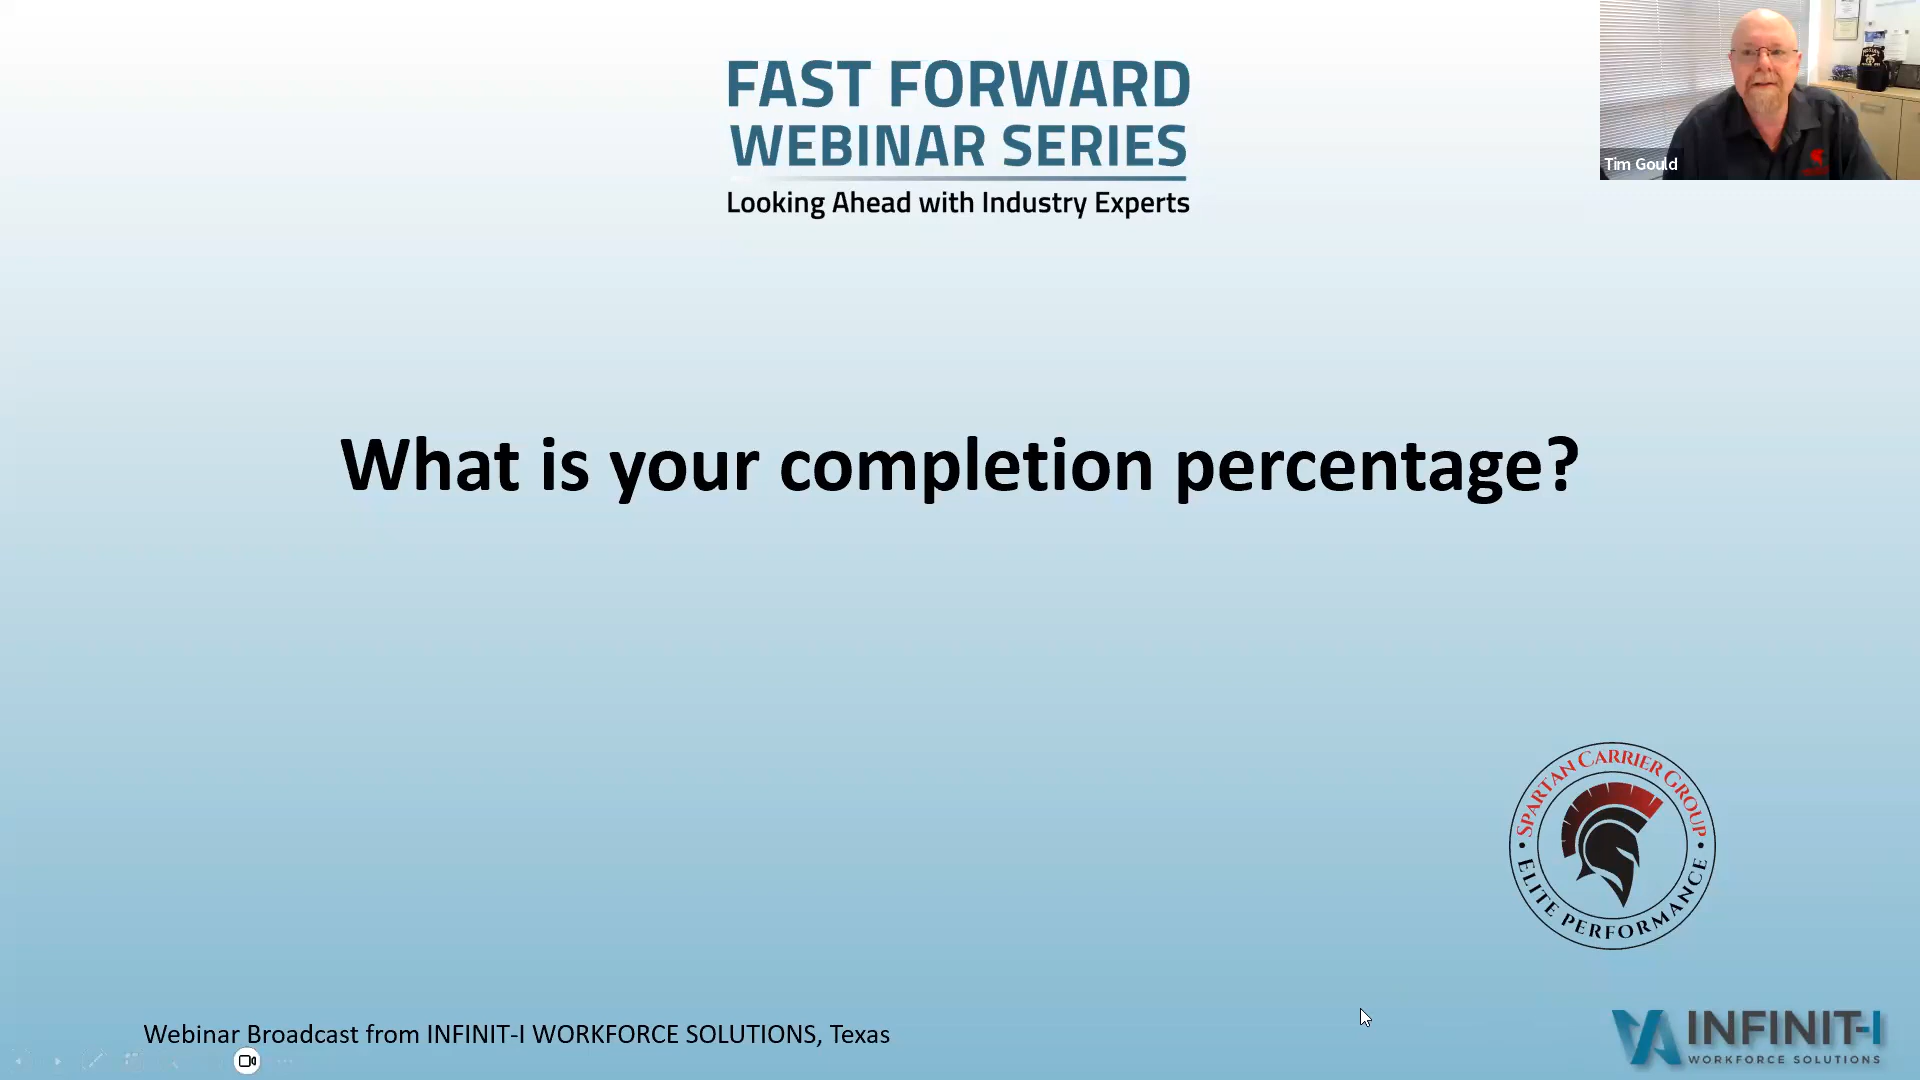 FAST FORWARD
WEBINAR SERIES
Looking Ahead with Industry Experts
Tim Gould
What is your completion percentage?
SPARTAN CARRIER GROUP
• ELITE PERFORMANCE •
Webinar Broadcast from INFINIT-I WORKFORCE SOLUTIONS, Texas
INFINIT-I
WORKFORCE SOLUTIONS